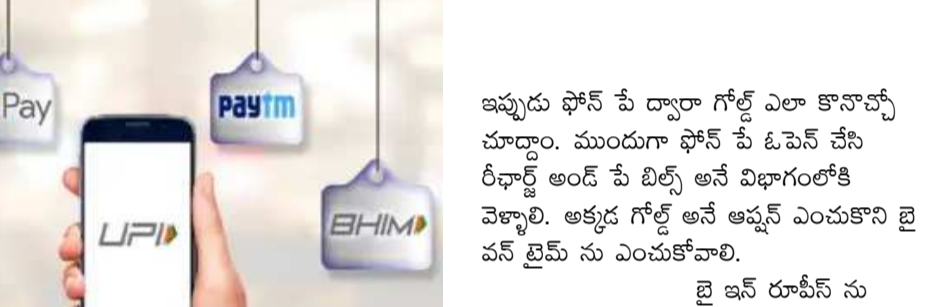 Pay
paytm
UPI
BHIM
ఇప్పుడు ఫోన్ పే ద్వారా గోల్డ్ ఎలా కొనొచ్చో
చూద్దాం. ముందుగా ఫోన్ పే ఓపెన్ చేసి
రీఛార్జ్ అండ్ పే బిల్స్ అనే విభాగంలోకి
వెళ్ళాలి. అక్కడ గోల్డ్ అనే ఆప్షన్ ఎంచుకొని బై
వన్ టైమ్ ను ఎంచుకోవాలి.
బై ఇన్ రూపీస్ ను